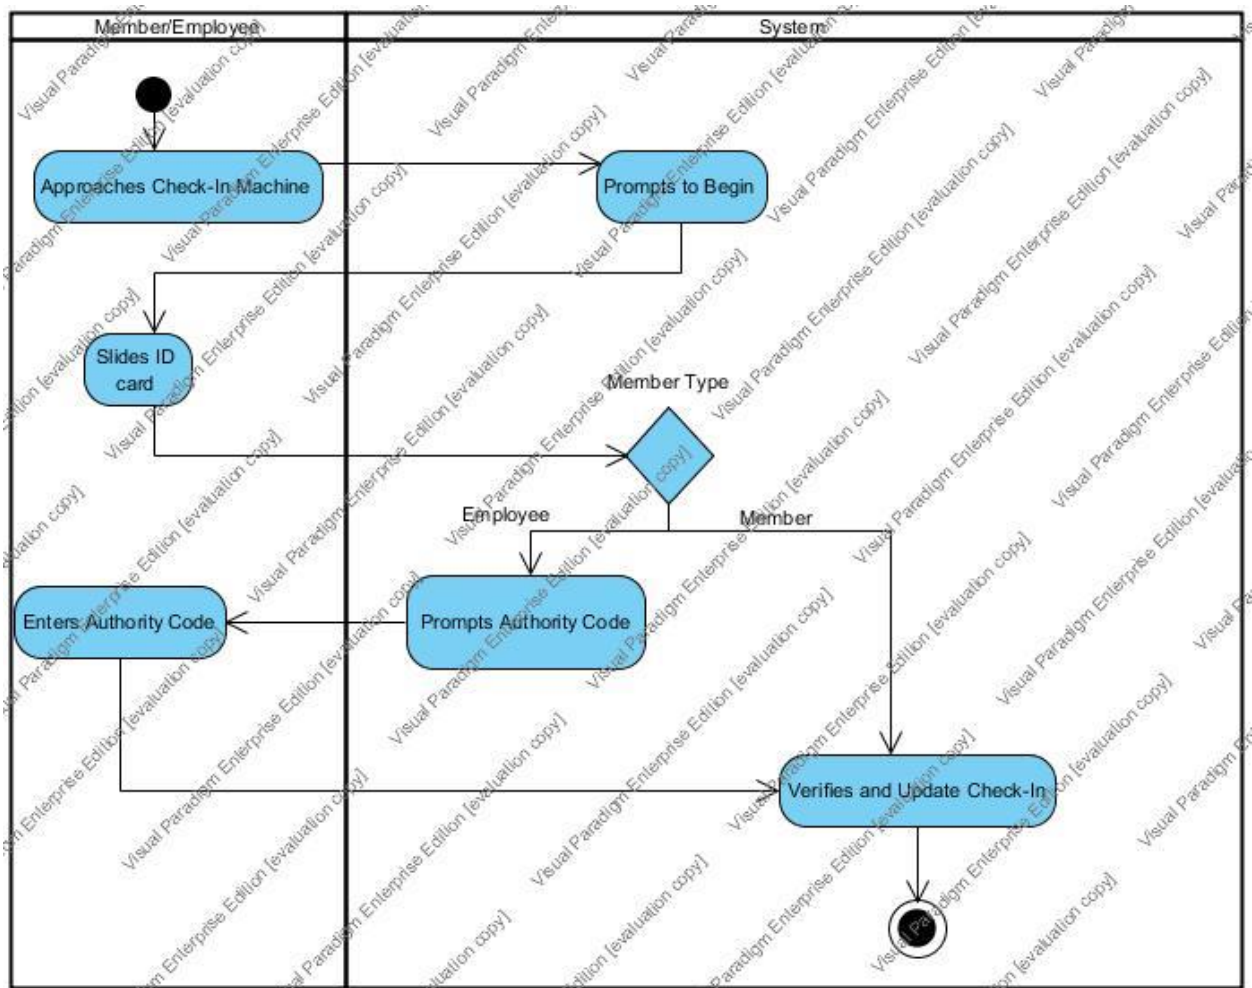 Member/Employee
System
Approaches Check-In Machine
Prompts to Begin
Slides ID
card
Member Type
Employee
Member
Enters Authority Code
Prompts Authority Code
Verifies and Update Check-In
Visual Paradigm Enterprise Edition [evaluation copy]